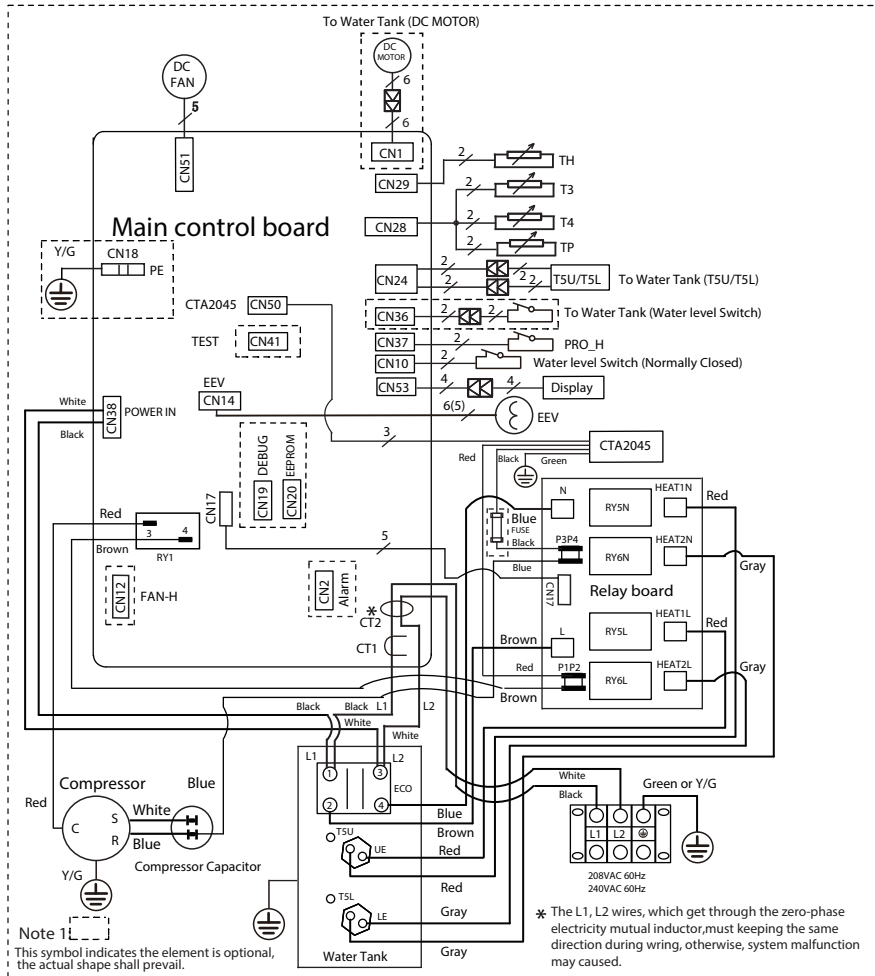 To Water Tank (DC MOTOR)
DC
MOTOR
6
6
CN1
DC
FAN
5
CN51
Main control board
CN29
2
TH
2
T3
CN28
2
T4
2
TP
Y/G
CN18
PE
CN24
2
2
2
2
T5U/T5L
To Water Tank (T5U/T5L)
CTA2045
CN50
CN36
2
2
To Water Tank (Water level Switch)
TEST
CN41
CN37
2
PRO_H
CN10
2
Water level Switch (Normally Closed)
CN53
4
4
Display
EEV
CN14
6(5)
EEV
White
Black
CN38
POWER IN
3
CTA2045
Red
Black
Green
CN17
CN19
DEBUG
CN20
EEPROM
Red
Brown
3
4
RY1
5
CN12
FAN-H
CN2
Alarm
*
CT2
CT1
N
Blue
FUSE
Black
Blue
P3P4
RY5N
HEAT1N
Red
RY6N
HEAT2N
Gray
CN17
Relay board
Brown
L
RY5L
HEAT1L
Red
Red
P1P2
RY6L
HEAT2L
Gray
Brown
Black
Black
L1
L2
White
White
L1
L2
1
3
ECO
2
4
Blue
Brown
T5U
UE
Red
Red
T5L
LE
Gray
Gray
Water Tank
Compressor
Blue
Red
C
S
R
White
Blue
Compressor Capacitor
Y/G
White
Black
Green or Y/G
L1
L2
208VAC 60Hz
240VAC 60Hz
Note 1:
This symbol indicates the element is optional,
the actual shape shall prevail.
* The L1, L2 wires, which get through the zero-phase
electricity mutual inductor,must keeping the same
direction during wring, otherwise, system malfunction
may caused.